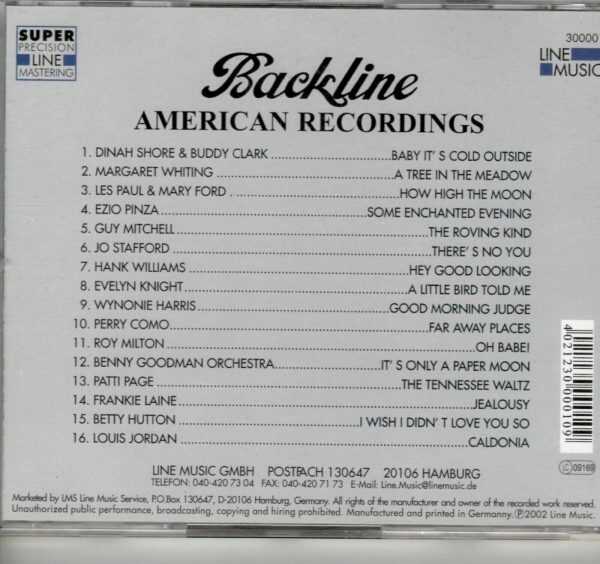 SUPER
PRECISION
LINE
MASTERING
30000
LINE
MUSIC
Backline
AMERICAN RECORDINGS
1. DINAH SHORE & BUDDY CLARK ........................BABY IT' S COLD OUTSIDE
2. MARGARET WHITING ........................A TREE IN THE MEADOW
3. LES PAUL & MARY FORD . ........................HOW HIGH THE MOON
4. EZIO PINZA ........................SOME ENCHANTED EVENING
5. GUY MITCHELL ........................THE ROVING KIND
6. JO STAFFORD ........................THERE' S NO YOU
7. HANK WILLIAMS ........................HEY GOOD LOOKING
8. EVELYN KNIGHT ........................A LITTLE BIRD TOLD ME
9. WYNONIE HARRIS........................GOOD MORNING JUDGE
10. PERRY COMO ........................FAR AWAY PLACES
11. ROY MILTON ........................OH BABE!
12. BENNY GOODMAN ORCHESTRA........................IT' S ONLY A PAPER MOON
13. PATTI PAGE ........................THE TENNESSEE WALTZ
14. FRANKIE LAINE ........................JEALOUSY
15. BETTY HUTTON ........................I WISH I DIDN' T LOVE YOU SO
16. LOUIS JORDAN ........................CALDONIA
4 021230 000109
LC 09169
LINE MUSIC GMBH POSTFACH 130647 20106 HAMBURG
TELEFON: 040-420 73 04 FAX: 040-420 71 73 E-Mail: Line.Music@linemusic.de
Marketed by LMS Line Music Service, P.O.Box 130647, D-20106 Hamburg, Germany. All rights of the manufacturer and owner of the recorded work reserved.
Unauthorized public performance, broadcasting, copying and hiring prohibited. Manufactured and printed in Germanny.Ⓟ2002 Line Music.